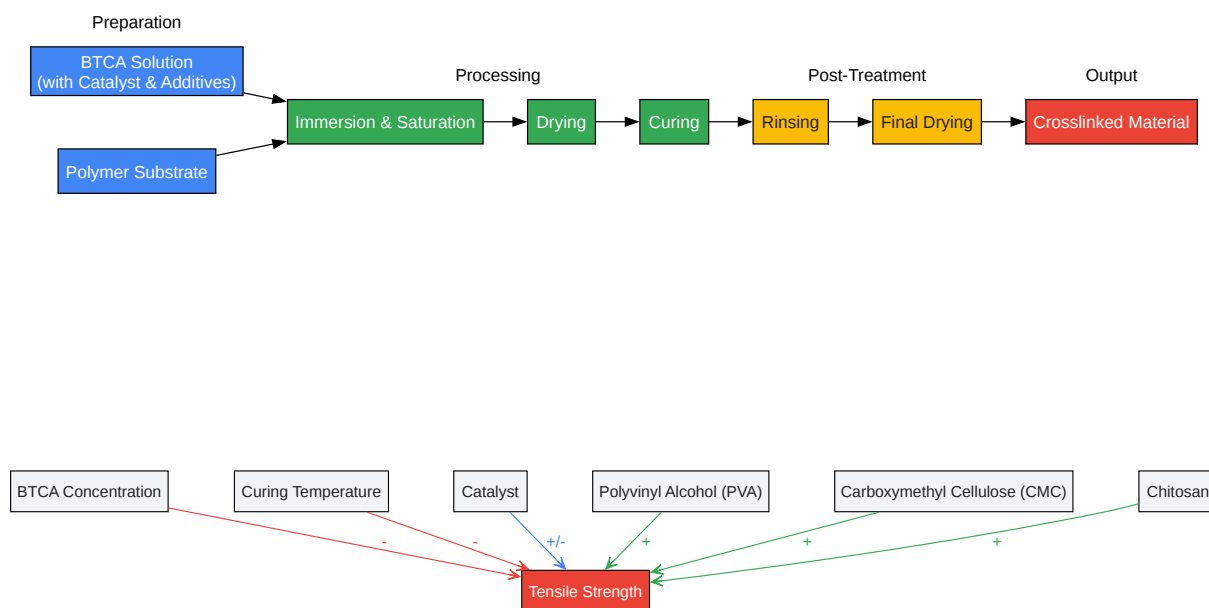 Preparation
BTCA Solution
(with Catalyst & Additives)
Polymer Substrate
Processing
Immersion & Saturation
Drying
Curing
Post-Treatment
Rinsing
Final Drying
Output
Crosslinked Material
BTCA Concentration
Curing Temperature
Catalyst
Polyvinyl Alcohol (PVA)
Carboxymethyl Cellulose (CMC)
Chitosan
-
-
+/-
+
+
+
Tensile Strength